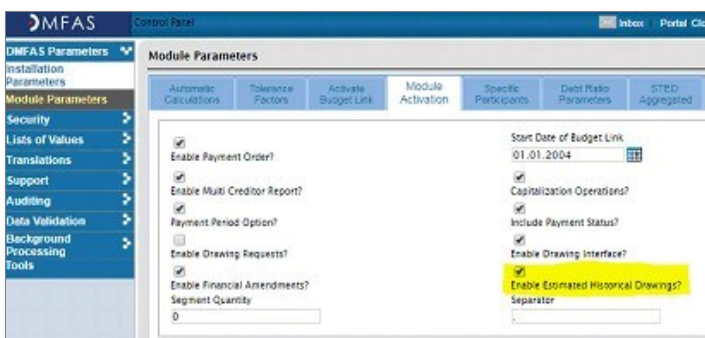 DMFAS
Control Panel
Inbox
Portal Clo
DMFAS Parameters
Installation
Parameters
Module Parameters
Security
Lists of Values
Translations
Support
Auditing
Data Validation
Background
Processing
Tools
Module Parameters
Automatic
Calculations
Tolerance
Factors
Activate
Budget Link
Module
Activation
Specific
Participants
Debt Ratio
Parameters
STED
Aggregated
Enable Payment Order?
Start Date of Budget Link
01.01.2004
Enable Multi Creditor Report?
Capitalization Operations?
Payment Period Option?
Include Payment Status?
Enable Drawing Requests?
Enable Drawing Interface?
Enable Financial Amendments?
Enable Estimated Historical Drawings?
Segment Quantity
0
Separator
.